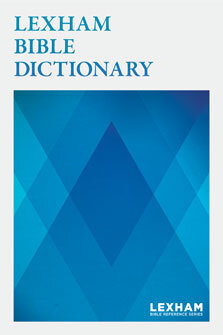 LEXHAM
BIBLE
DICTIONARY
LEXHAM
BIBLE REFERENCE SERIES